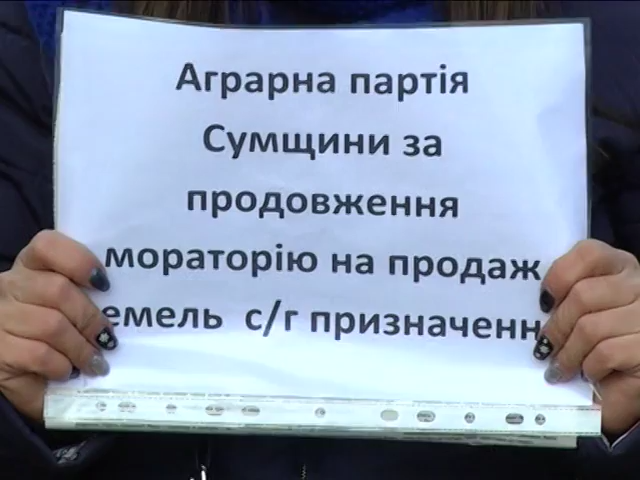 Аграрна партія
Сумщини за
продовження
мораторію на продаж
емель с/г призначенн